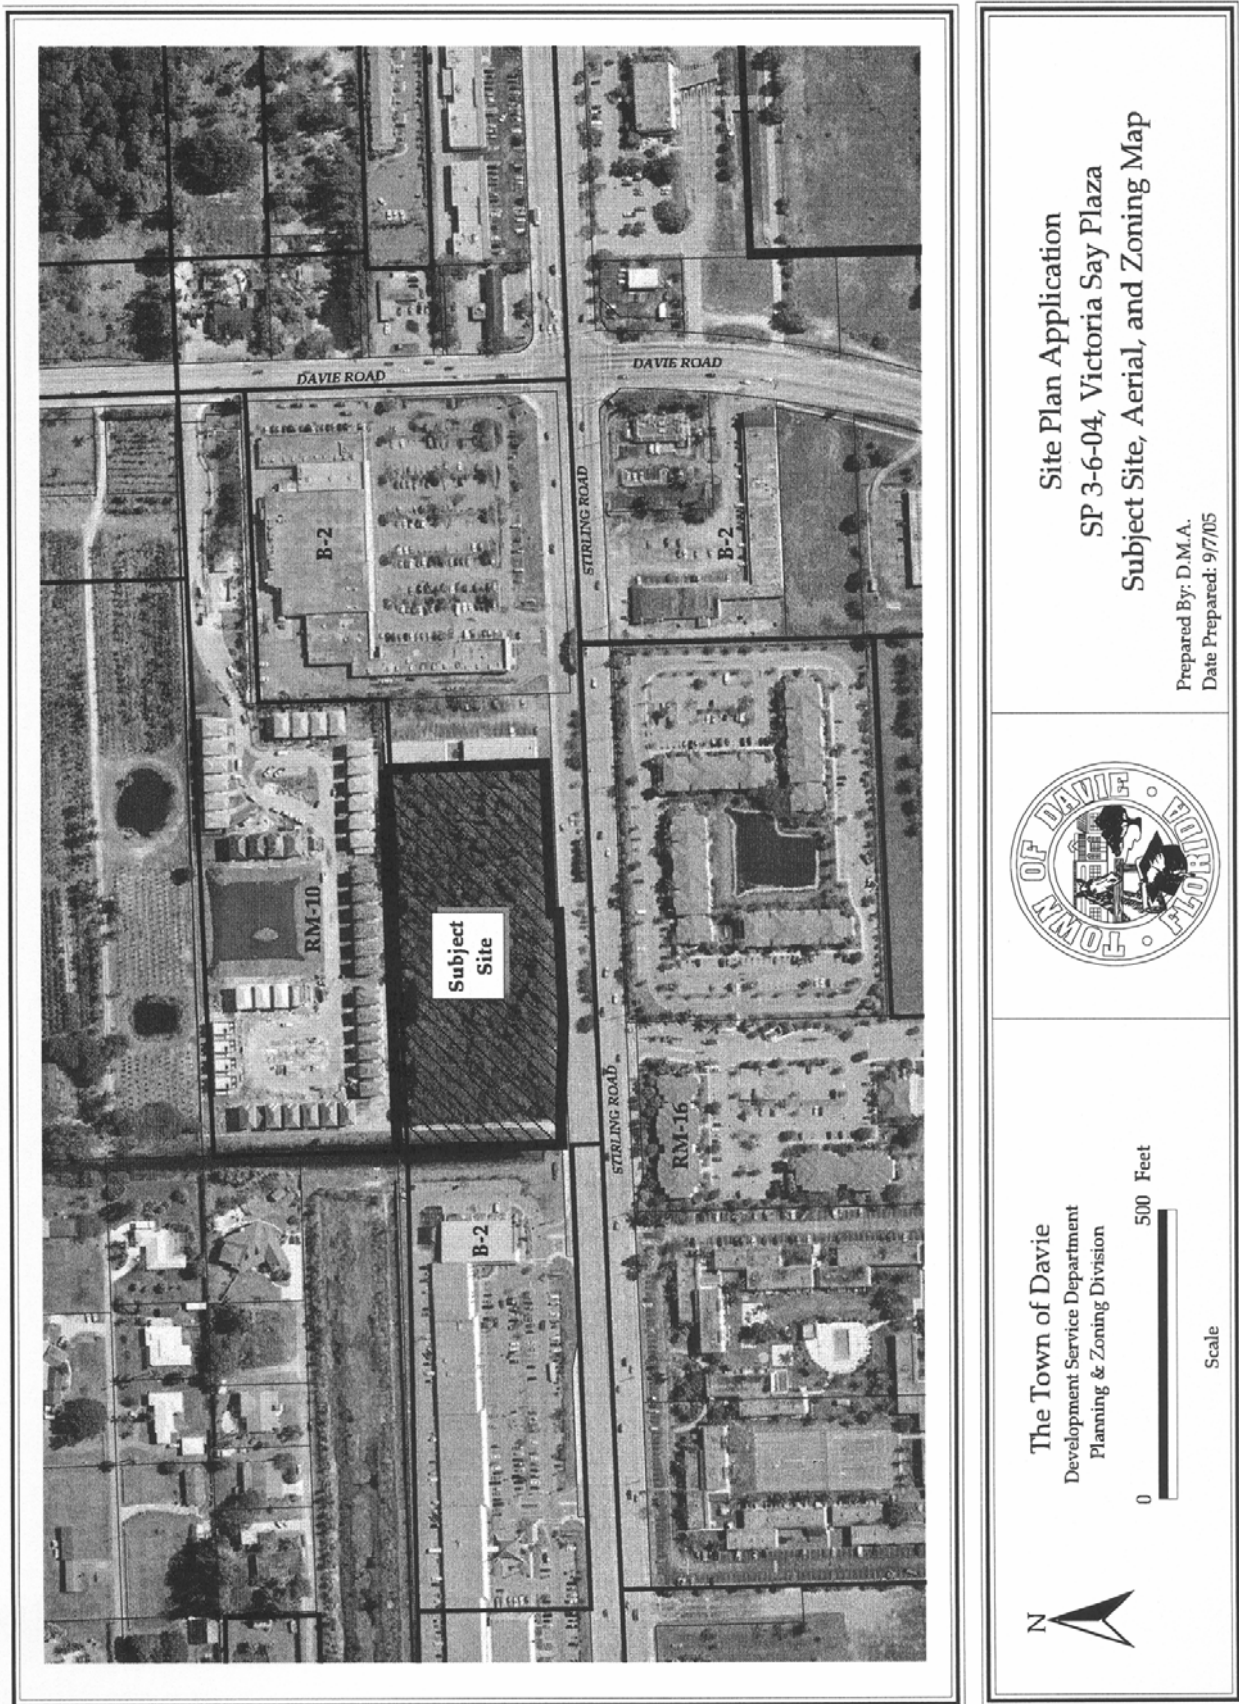 DAVIE ROAD
DAVIE ROAD
B-2
STIRLING ROAD
B-2
RM-10
Subject
Site
STIRLING ROAD
RM-16
B-2
N
The Town of Davie
Development Service Department
Planning & Zoning Division
0
500 Feet
Scale
TOWN OF DAVIE
FLORIDA
Site Plan Application
SP 3-6-04, Victoria Say Plaza
Subject Site, Aerial, and Zoning Map
Prepared By: D.M.A.
Date Prepared: 9/7/05